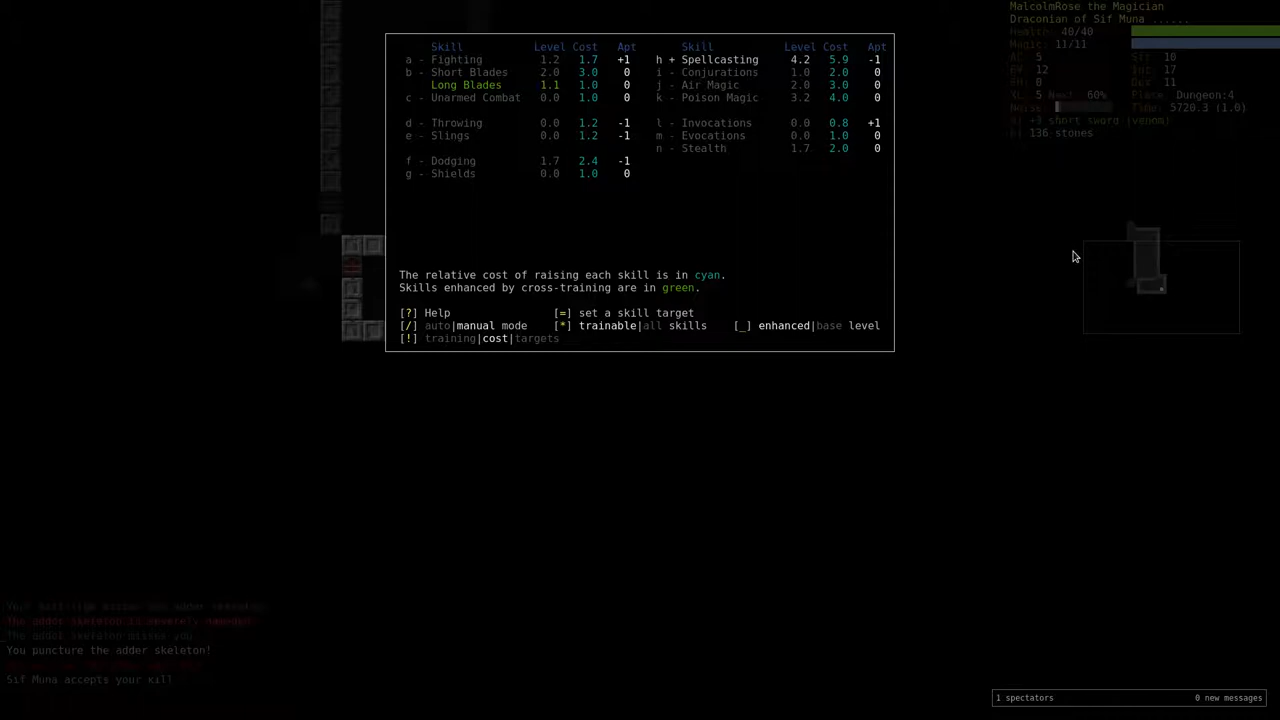 MalcolmRose the Magician
Draconian of Sif Muna ......
Health: 40/40
Magic: 11/11
AC 5 Str 10
EV 12 Int 17
SH 0 Dex 11
XL: 5 Next: 60% Place: Dungeon:4
Noise: Time: 5720.3 (1.0)
a) +3 short sword (venom)
136 stones
Skill Level Cost Apt Skill Level Cost Apt
a - Fighting 1.2 1.7 +1 h + Spellcasting 4.2 5.9 -1
b - Short Blades 2.0 3.0 0 i - Conjurations 1.0 2.0 0
Long Blades 1.1 1.0 0 j - Air Magic 2.0 3.0 0
c - Unarmed Combat 0.0 1.0 0 k - Poison Magic 3.2 4.0 0
d - Throwing 0.0 1.2 -1 l - Invocations 0.0 0.8 +1
e - Slings 0.0 1.2 -1 m - Evocations 0.0 1.0 0
n - Stealth 1.7 2.0 0
f - Dodging 1.7 2.4 -1
g - Shields 0.0 1.0 0
The relative cost of raising each skill is in cyan.
Skills enhanced by cross-training are in green.
[?] Help [=] set a skill target
[/] auto|manual mode [*] trainable|all skills [_] enhanced|base level
[!] training|cost|targets
The adder skeleton is severely damaged
The adder skeleton misses you
You puncture the adder skeleton!
Sif Muna accepts your kill
1 spectators 0 new messages